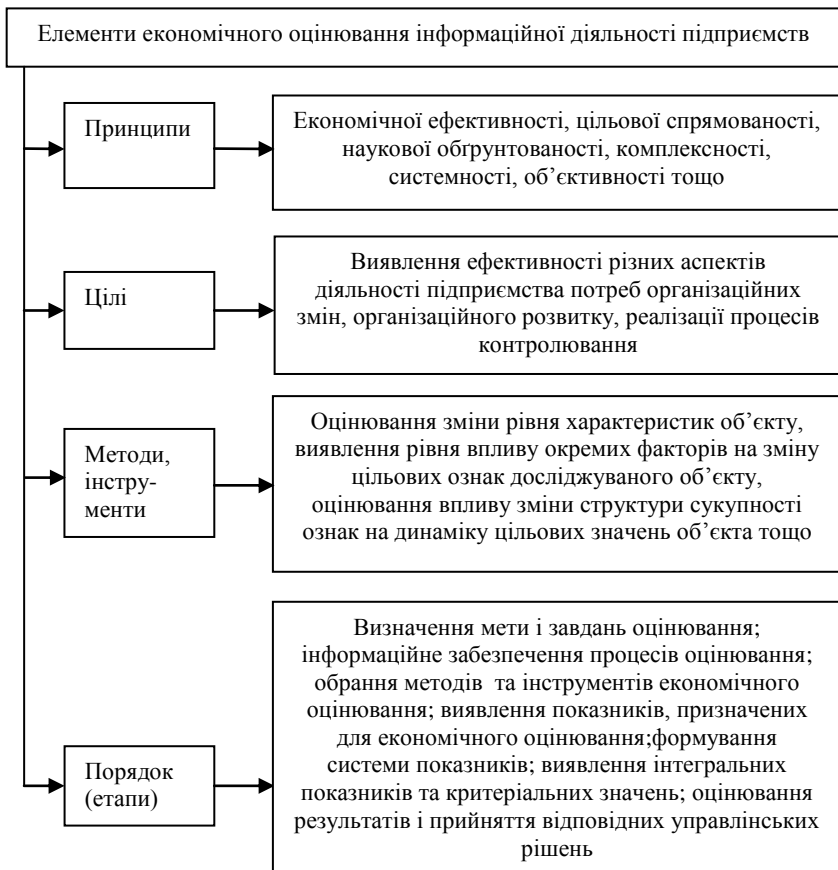 Елементи економічного оцінювання інформаційної діяльності підприємств
Принципи
Економічної ефективності, цільової спрямованості,
наукової обґрунтованості, комплексності,
системності, об’єктивності тощо
Цілі
Виявлення ефективності різних аспектів
діяльності підприємства потреб організаційних
змін, організаційного розвитку, реалізації процесів
контролювання
Методи,
інстру-
менти
Оцінювання зміни рівня характеристик об’єкту,
виявлення рівня впливу окремих факторів на зміну
цільових ознак досліджуваного об’єкту,
оцінювання впливу зміни структури сукупності
ознак на динаміку цільових значень об’єкта тощо
Порядок
(етапи)
Визначення мети і завдань оцінювання;
інформаційне забезпечення процесів оцінювання;
обрання методів та інструментів економічного
оцінювання; виявлення показників, призначених
для економічного оцінювання;формування
системи показників; виявлення інтегральних
показників та критеріальних значень; оцінювання
результатів і прийняття відповідних управлінських
рішень